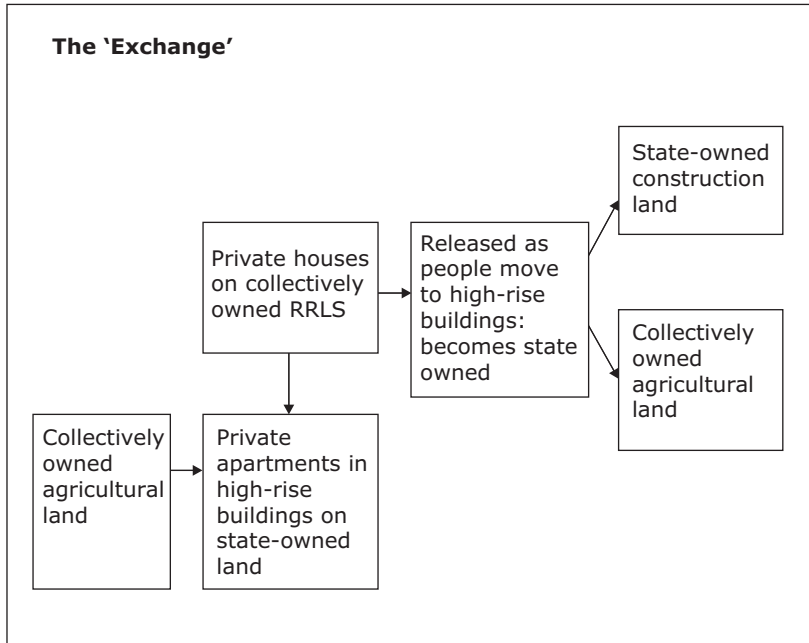 The ‘Exchange’
State-owned
construction
land
Private houses
on collectively
owned RRLS
Released as
people move
to high-rise
buildings:
becomes state
owned
Collectively
owned
agricultural
land
Collectively
owned
agricultural
land
Private
apartments in
high-rise
buildings on
state-owned
land